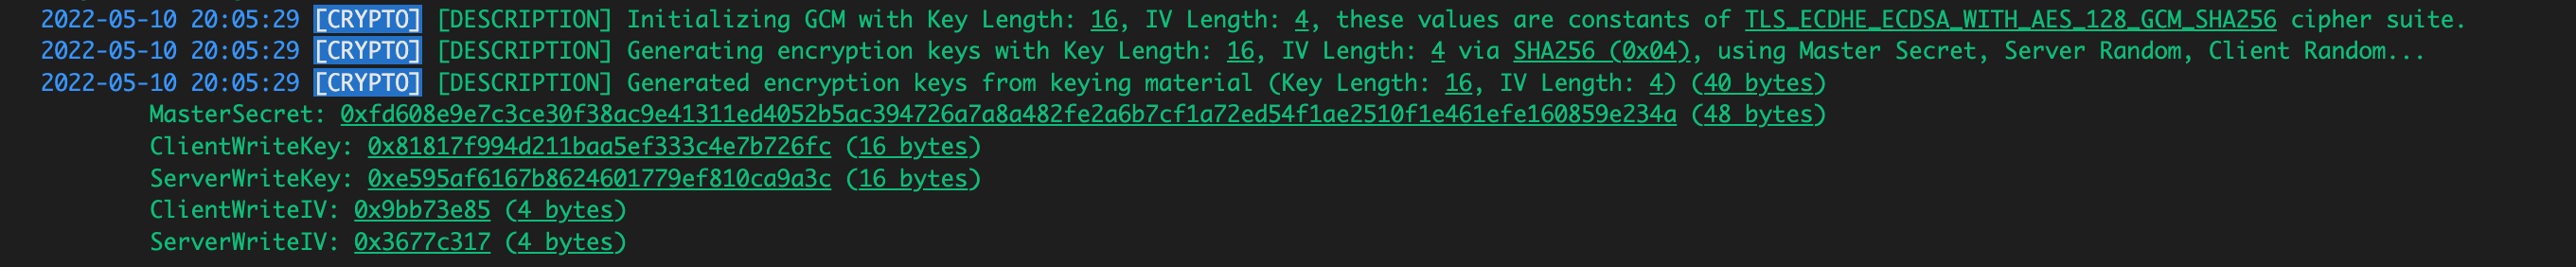 2022-05-10 20:05:29 [CRYPTO] [DESCRIPTION] Initializing GCM with Key Length: 16, IV Length: 4, these values are constants of TLS_ECDHE_ECDSA_WITH_AES_128_GCM_SHA256 cipher suite.
2022-05-10 20:05:29 [CRYPTO] [DESCRIPTION] Generating encryption keys with Key Length: 16, IV Length: 4 via SHA256 (0x04), using Master Secret, Server Random, Client Random...
2022-05-10 20:05:29 [CRYPTO] [DESCRIPTION] Generated encryption keys from keying material (Key Length: 16, IV Length: 4) (40 bytes)
MasterSecret: 0xfd608e9e7c3ce30f38ac9e41311ed4052b5ac394726a7a8a482fe2a6b7cf1a72ed54f1ae2510f1e461efe160859e234a (48 bytes)
ClientWriteKey: 0x81817f994d211baa5ef333c4e7b726fc (16 bytes)
ServerWriteKey: 0xe595af6167b8624601779ef810ca9a3c (16 bytes)
ClientWriteIV: 0x9bb73e85 (4 bytes)
ServerWriteIV: 0x3677c317 (4 bytes)